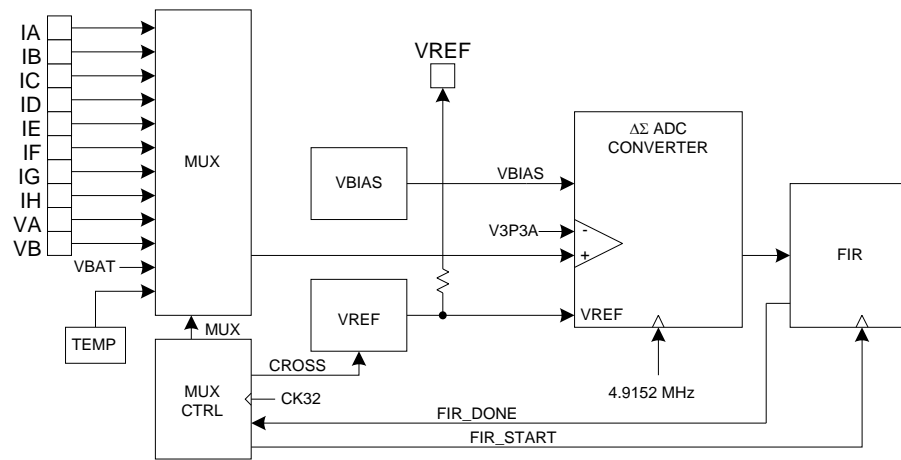 IA
IB
IC
ID
IE
IF
IG
IH
VA
VB
VBAT
TEMP
MUX
MUX
MUX
CTRL
CROSS
CK32
VREF
VBIAS
VREF
VBIAS
V3P3A
-
+
VREF
ΔΣ ADC
CONVERTER
4.9152 MHz
FIR
FIR_DONE
FIR_START